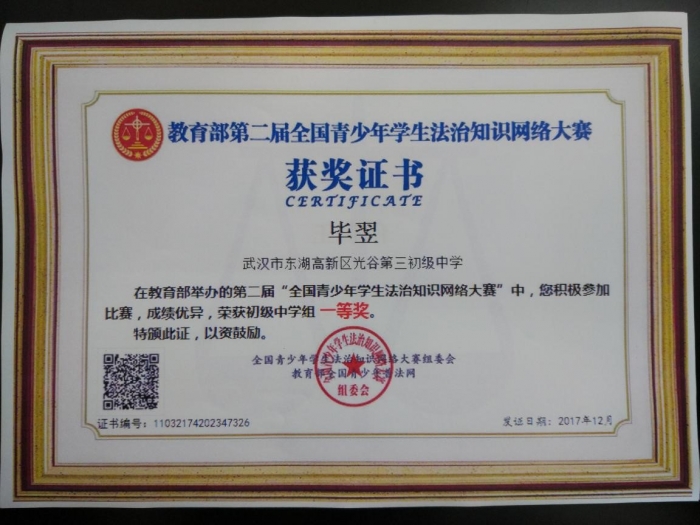 教育部第二届全国青少年学生法治知识网络大赛
获奖证书
CERTIFICATE
毕翌
武汉市东湖高新区光谷第三初级中学
在教育部举办的第二届“全国青少年学生法治知识网络大赛”中，您积极参加
比赛，成绩优异，荣获初级中学组 一等奖。
特颁此证，以资鼓励。
全国青少年学生法治知识网络大赛组委会
教育部全国青少年普法网
组委会
证书编号：11032174202347326
发证日期：2017年12月